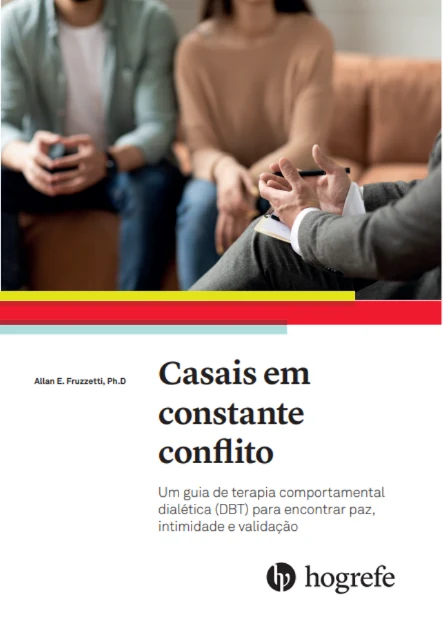 Allan E. Fruzzetti, Ph.D
Casais em
constante
conflito
Um guia de terapia comportamental
dialética (DBT) para encontrar paz,
intimidade e validação
hp hogrefe